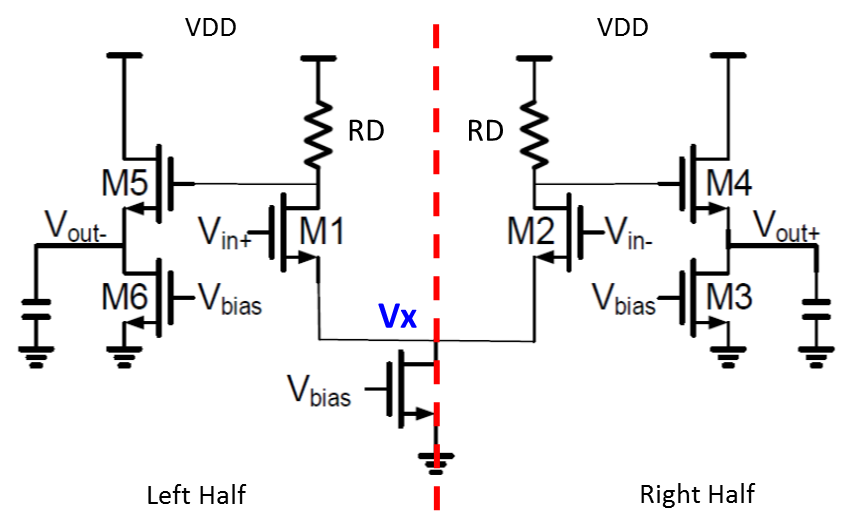 VDD
VDD
RD
RD
M5
M4
Vout-
Vin+
M1
M2
Vin-
Vout+
M6
Vbias
Vbias
M3
Vx
Vbias
Left Half
Right Half